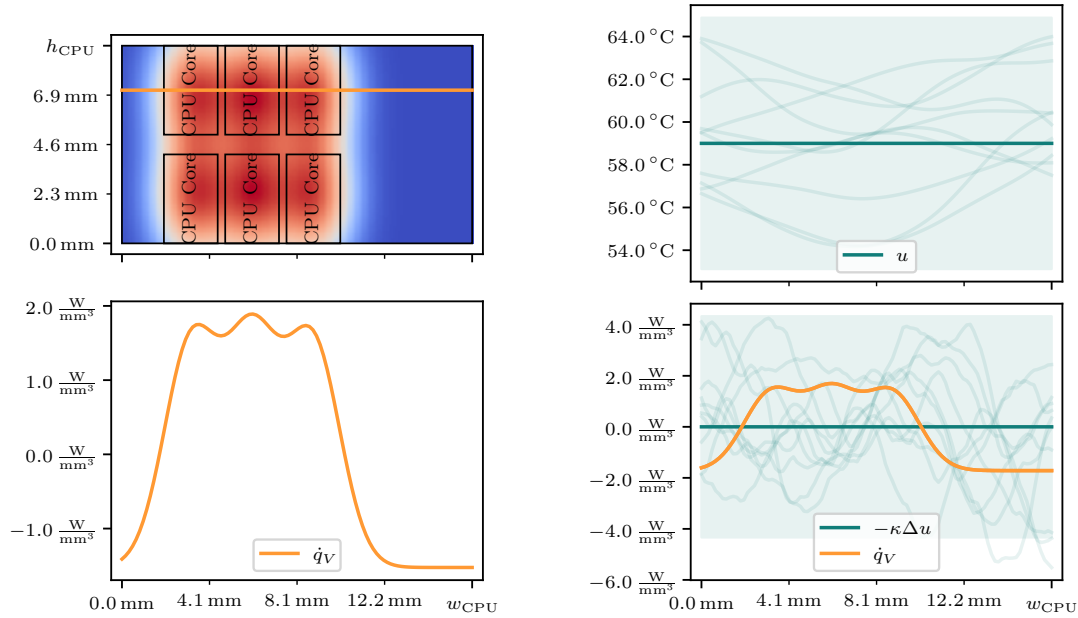 h_CPU
6.9 mm
4.6 mm
2.3 mm
0.0 mm
CPU Core
CPU Core
CPU Core
CPU Core
CPU Core
CPU Core
64.0 °C
62.0 °C
60.0 °C
58.0 °C
56.0 °C
54.0 °C
u
2.0 W/mm³
1.0 W/mm³
0.0 W/mm³
−1.0 W/mm³
q̇_V
0.0 mm
4.1 mm
8.1 mm
12.2 mm
w_CPU
4.0 W/mm³
2.0 W/mm³
0.0 W/mm³
−2.0 W/mm³
−4.0 W/mm³
−6.0 W/mm³
−κΔu
q̇_V
0.0 mm
4.1 mm
8.1 mm
12.2 mm
w_CPU